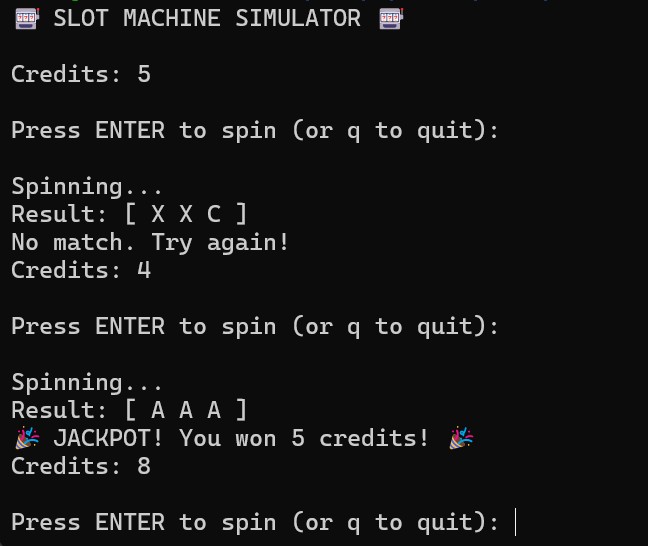 🎰 SLOT MACHINE SIMULATOR 🎰
Credits: 5
Press ENTER to spin (or q to quit):
Spinning...
Result: [ X X C ]
No match. Try again!
Credits: 4
Press ENTER to spin (or q to quit):
Spinning...
Result: [ A A A ]
🎉 JACKPOT! You won 5 credits! 🎉
Credits: 8
Press ENTER to spin (or q to quit):